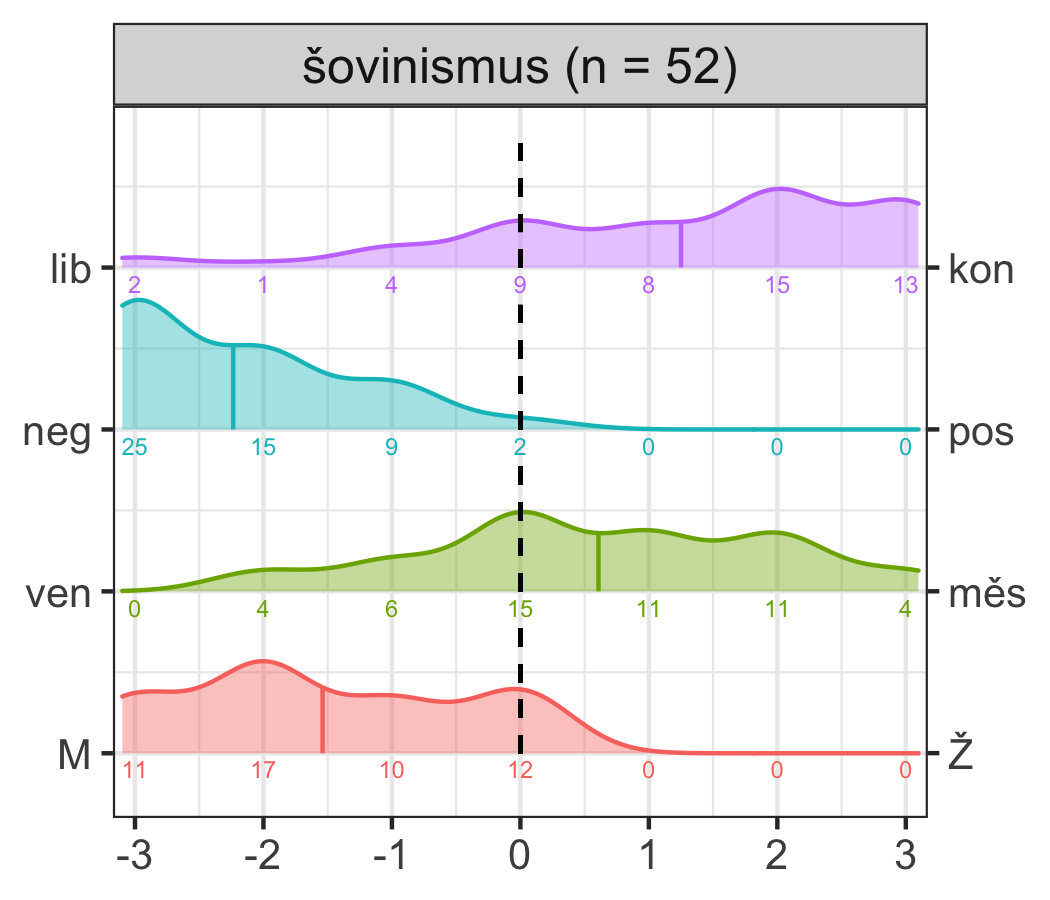 šovinismus (n = 52)
lib kon
2 1 4 9 8 15 13
neg pos
25 15 9 2 0 0 0
ven měs
0 4 6 15 11 11 4
M Ž
11 17 10 12 0 0 0
-3 -2 -1 0 1 2 3